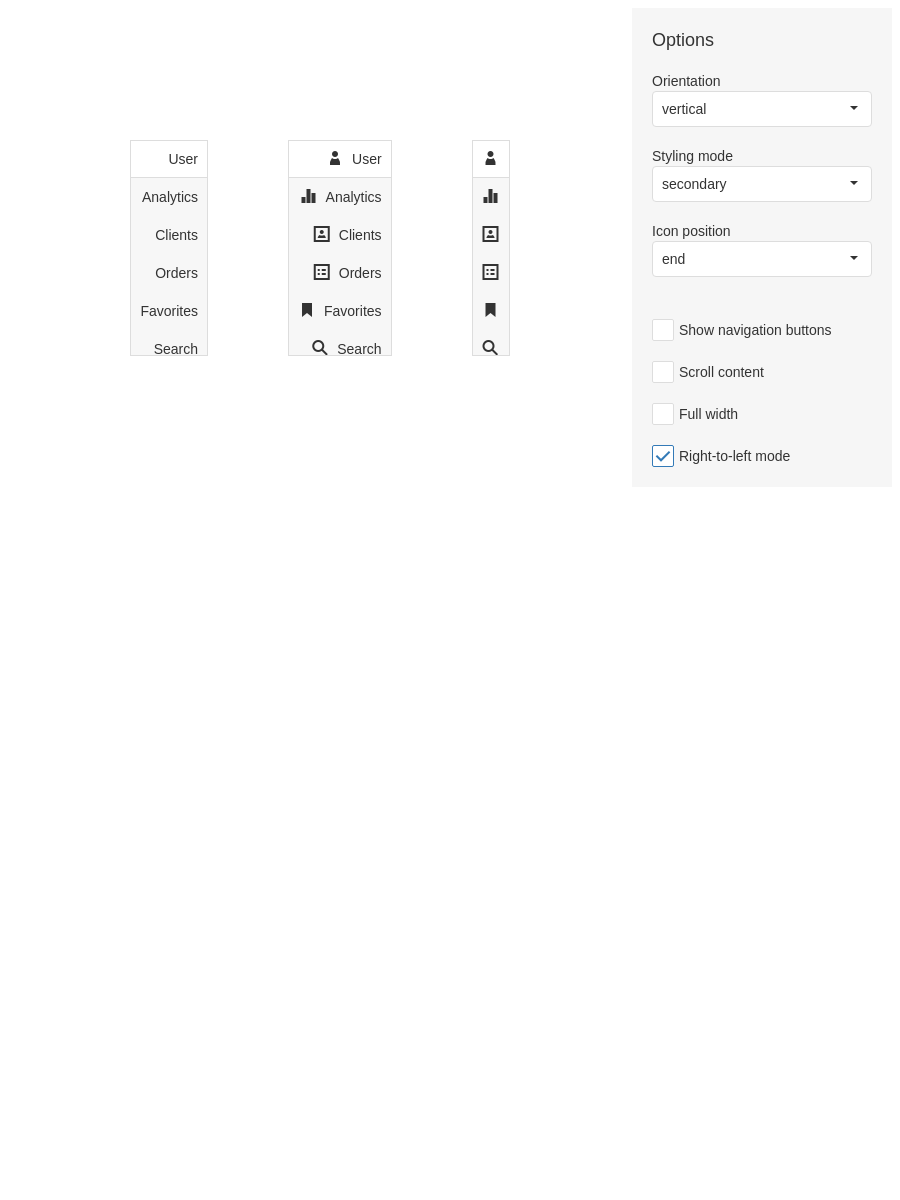 User
Analytics
Clients
Orders
Favorites
Search
User
Analytics
Clients
Orders
Favorites
Search
Options
Orientation
vertical
Styling mode
secondary
Icon position
end
Show navigation buttons
Scroll content
Full width
Right-to-left mode